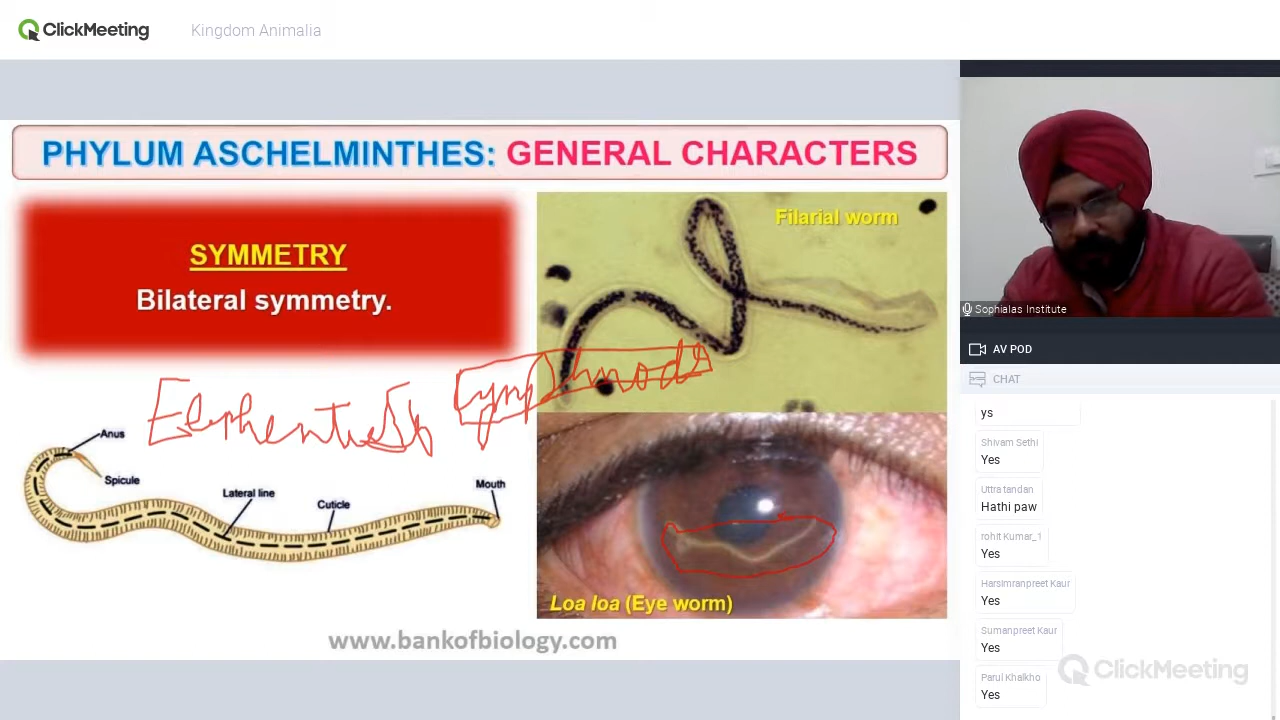 ClickMeeting Kingdom Animalia
PHYLUM ASCHELMINTHES: GENERAL CHARACTERS
SYMMETRY
Bilateral symmetry.
Filarial worm
Anus
Spicule
Lateral line
Cuticle
Mouth
Loa loa (Eye worm)
www.bankofbiology.com
Sophialas Institute
AV POD
CHAT
ys
Shivam Sethi
Yes
Uttra tandan
Hathi paw
rohit Kumar_1
Yes
Harsimranpreet Kaur
Yes
Sumanpreet Kaur
Yes
Parul Khalkho
Yes
ClickMeeting